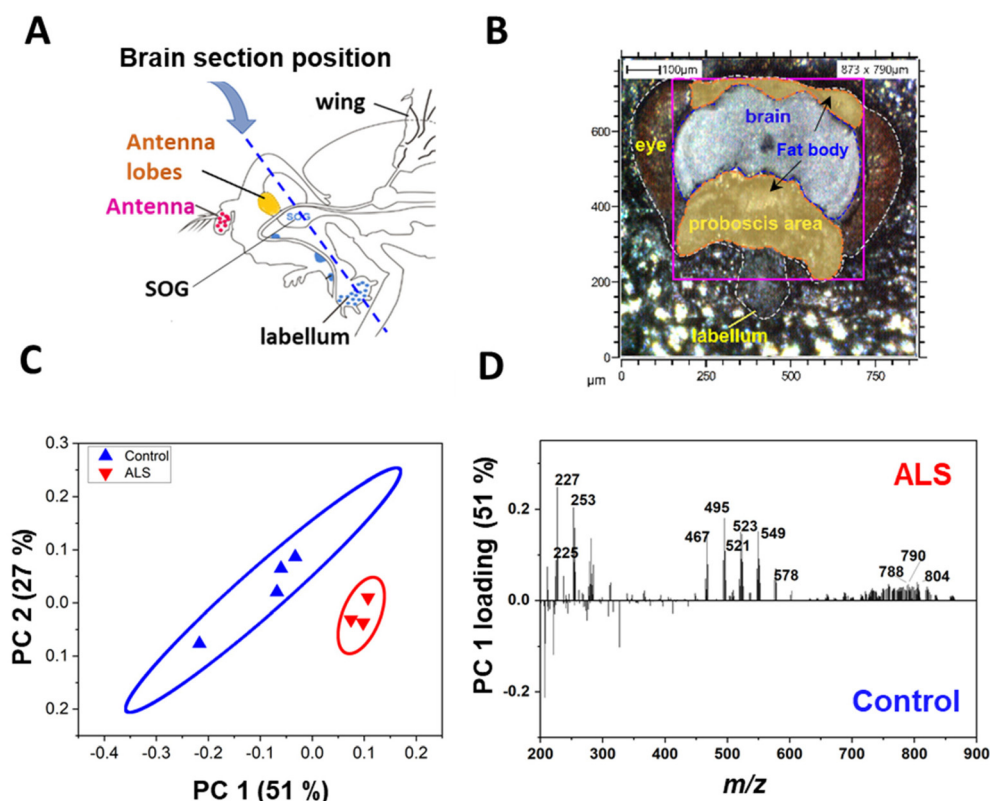 A
Brain section position
wing
Antenna
lobes
Antenna
SOG
SOG
labellum
B
100µm
873 x 790µm
brain
eye
Fat body
proboscis area
labellum
600
400
200
0
µm
0
250
500
750
C
Control
ALS
PC 2 (27 %)
0.3
0.2
0.1
0.0
0.1
0.2
-0.4
-0.3
-0.2
-0.1
0.0
0.1
0.2
PC 1 (51 %)
D
PC 1 loading (51 %)
0.2
0.0
-0.2
ALS
227
253
225
495
467
523
521
549
578
788
790
804
Control
200
300
400
500
600
700
800
900
m/z